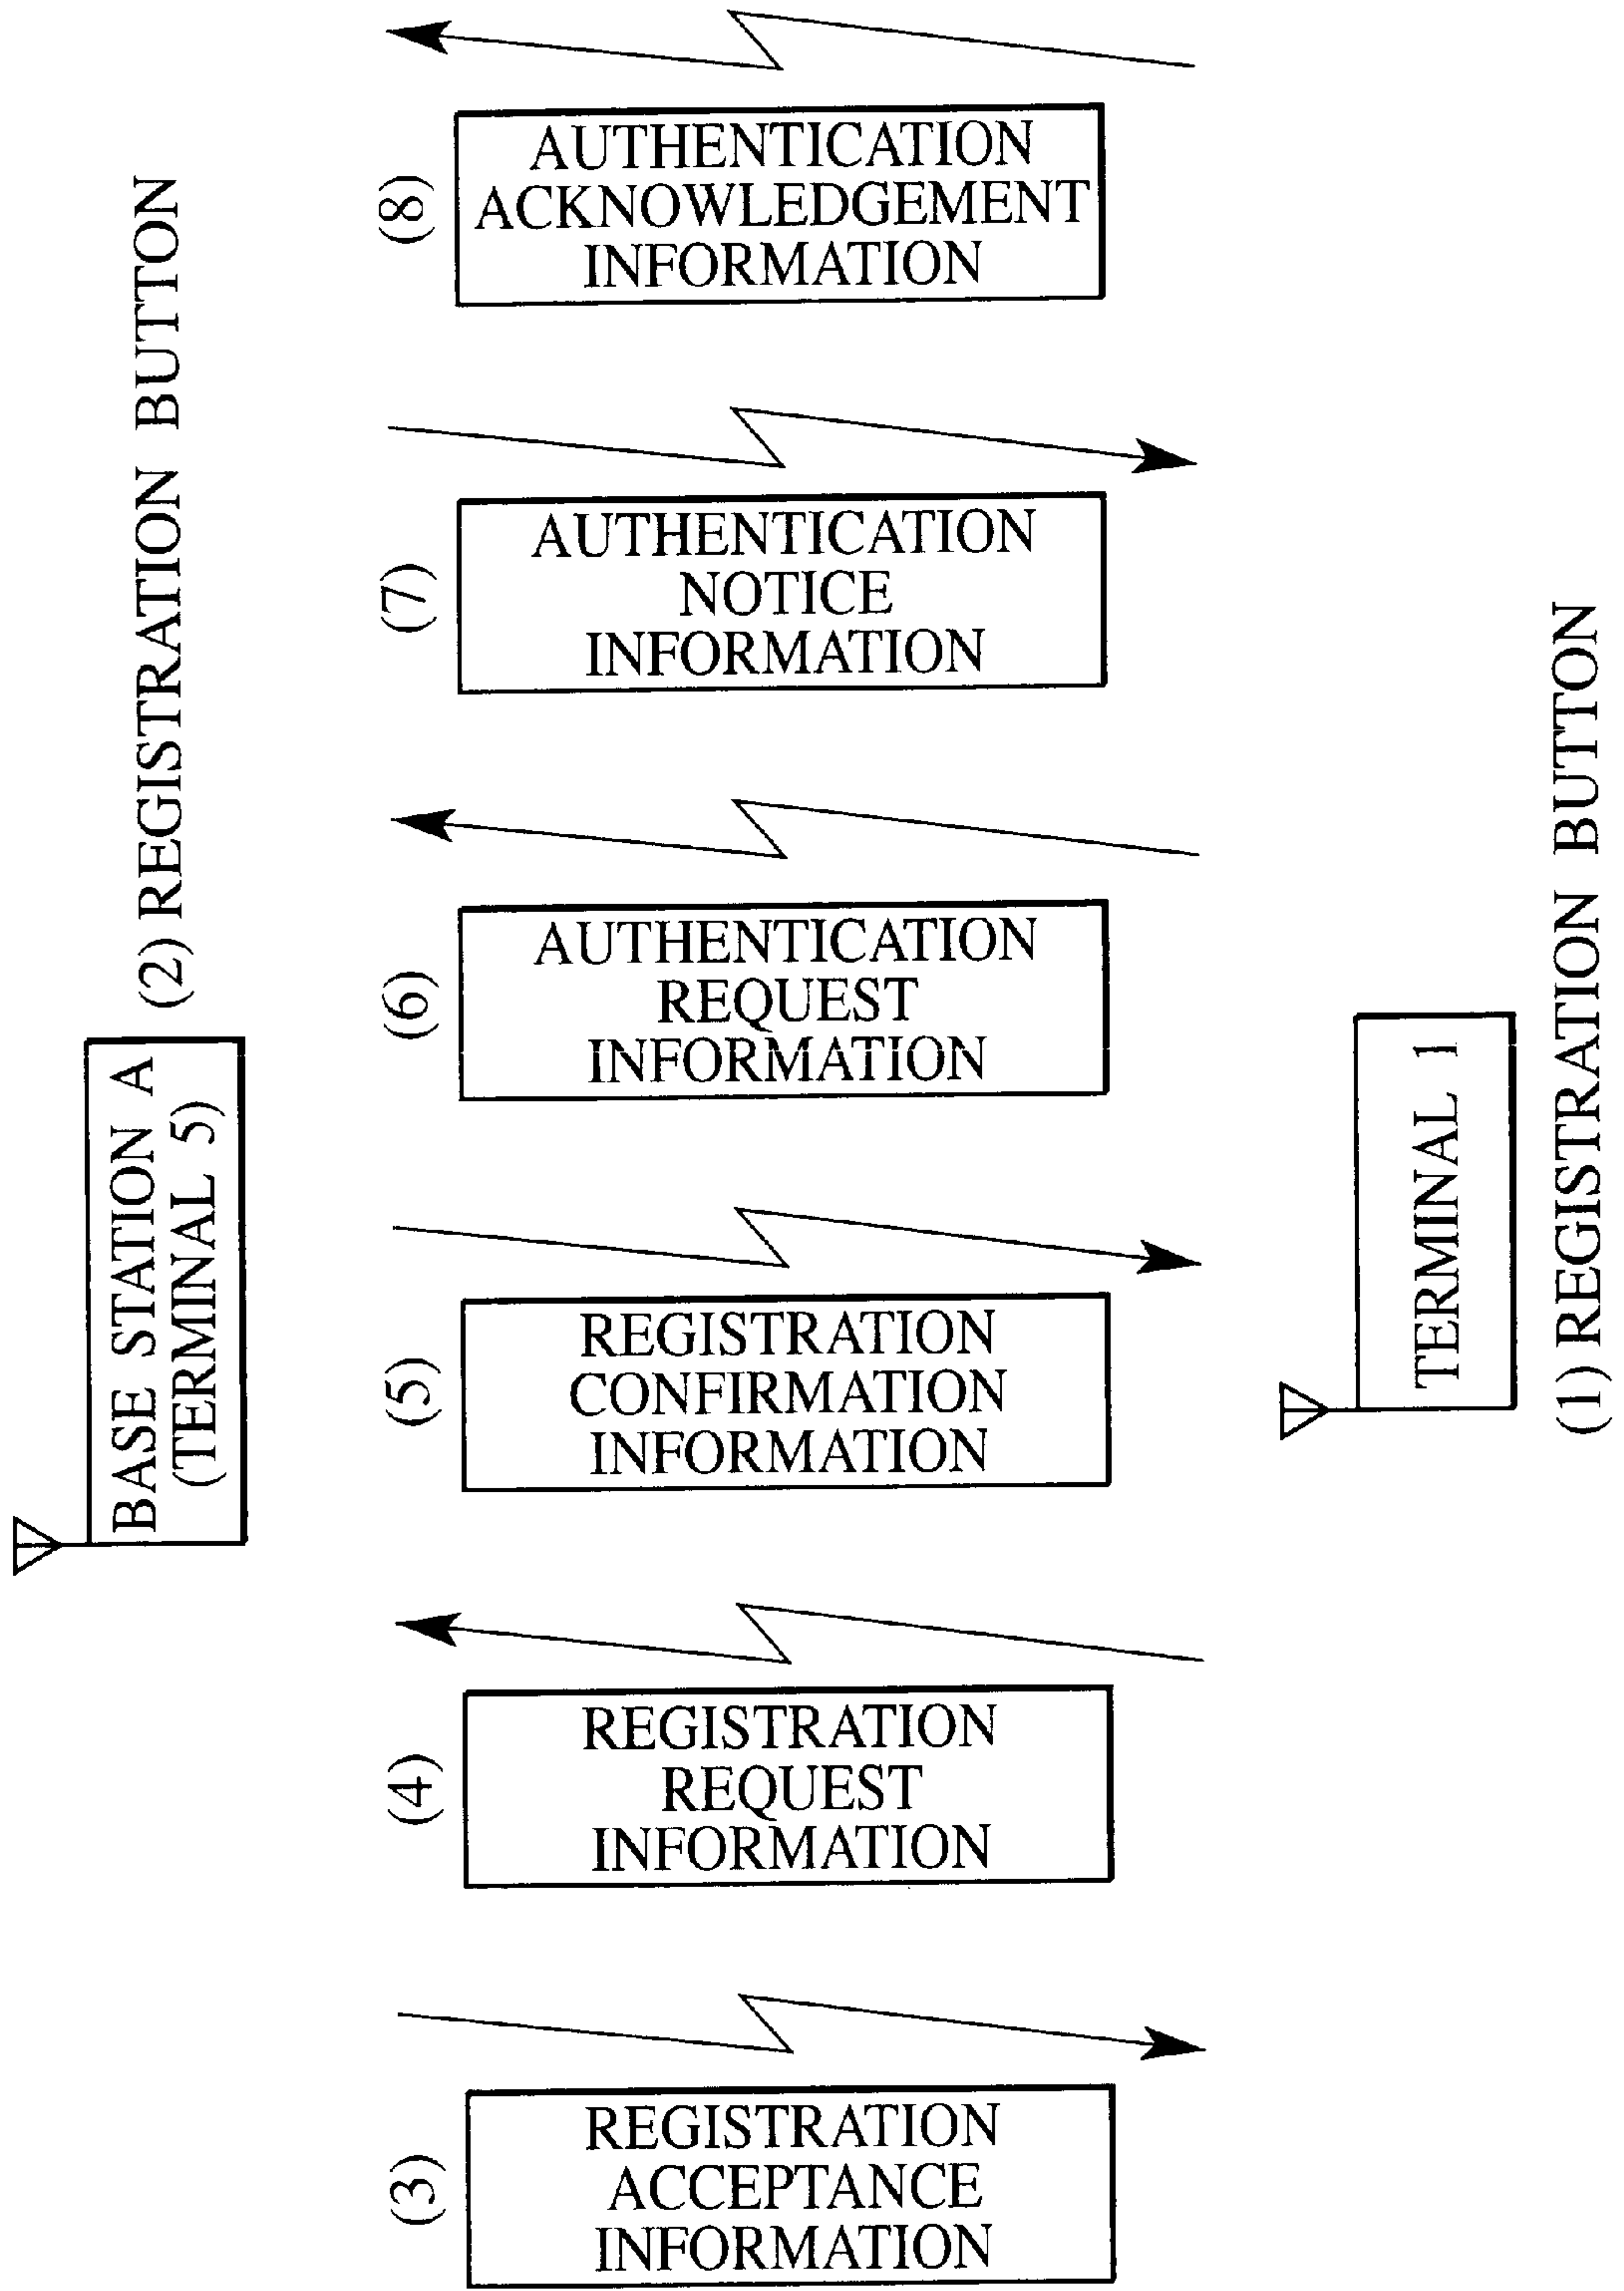 BASE STATION A
(TERMINAL 5)
(2) REGISTRATION BUTTON
(3)
REGISTRATION
ACCEPTANCE
INFORMATION
(4)
REGISTRATION
REQUEST
INFORMATION
(5)
REGISTRATION
CONFIRMATION
INFORMATION
(6)
AUTHENTICATION
REQUEST
INFORMATION
(7)
AUTHENTICATION
NOTICE
INFORMATION
(8)
AUTHENTICATION
ACKNOWLEDGEMENT
INFORMATION
TERMINAL 1
(1) REGISTRATION BUTTON